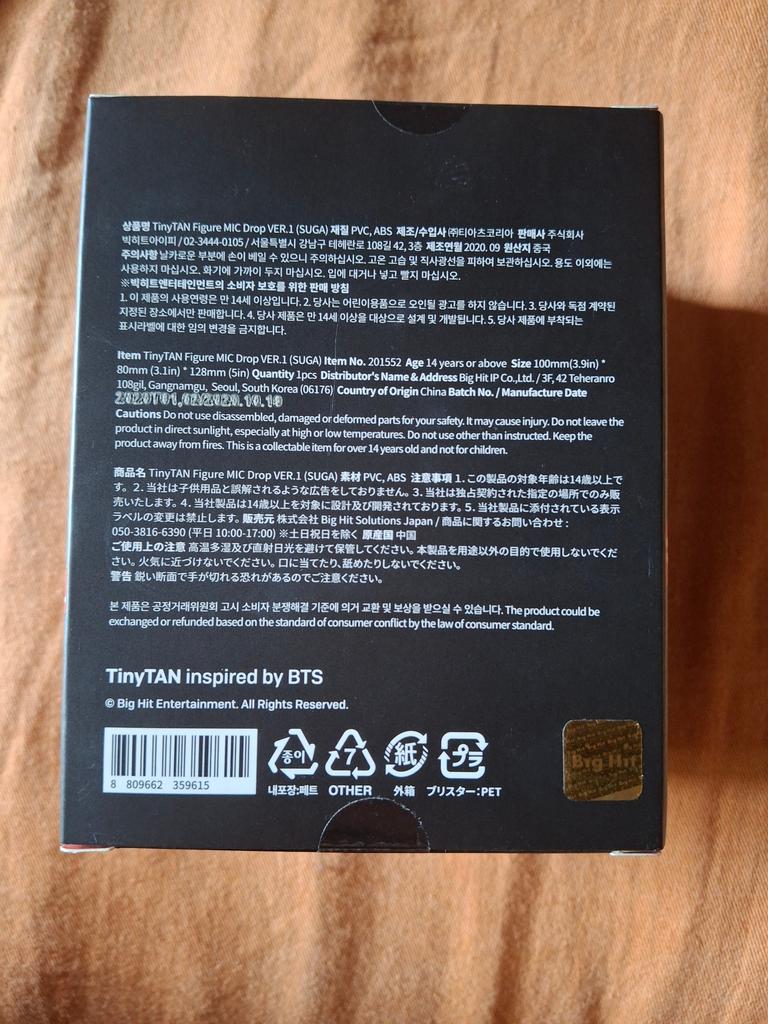 상품명 TinyTAN Figure MIC Drop VER.1 (SUGA) 재질 PVC, ABS 제조/수입사 ㈜티아츠코리아 판매사 주식회사
빅히트아이피 / 02-3444-0105 / 서울특별시 강남구 테헤란로 108길 42, 3층 제조연월 2020. 09 원산지 중국
주의사항 날카로운 부분에 손이 베일 수 있으니 주의하십시오. 고온 고습 및 직사광선을 피하여 보관하십시오. 용도 이외에는
사용하지 마십시오. 화기에 가까이 두지 마십시오. 입에 대거나 넣고 빨지 마십시오.
※빅히트엔터테인먼트의 소비자 보호를 위한 판매 방침
1. 이 제품의 사용연령은 만 14세 이상입니다. 2. 당사는 어린이용품으로 오인될 광고를 하지 않습니다. 3. 당사와 독점 계약된
지정된 장소에서만 판매합니다. 4. 당사 제품은 만 14세 이상을 대상으로 설계 및 개발됩니다. 5. 당사 제품에 부착되는
표시라벨에 대한 임의 변경을 금지합니다.
Item TinyTAN Figure MIC Drop VER.1 (SUGA) Item No. 201552 Age 14 years or above Size 100mm(3.9in) *
80mm (3.1in) * 128mm (5in) Quantity 1pcs Distributor's Name & Address Big Hit IP Co.,Ltd. / 3F, 42 Teheranro
108gil, Gangnamgu, Seoul, South Korea (06176) Country of Origin China Batch No. / Manufacture Date
Cautions Do not use disassembled, damaged or deformed parts for your safety. It may cause injury. Do not leave the
product in direct sunlight, especially at high or low temperatures. Do not use other than instructed. Keep the
product away from fires. This is a collectable item for over 14 years old and not for children.
商品名 TinyTAN Figure MIC Drop VER.1 (SUGA) 素材 PVC, ABS 注意事項 1. この製品の対象年齢は14歳以上で
す。2. 当社は子供用品と誤解されるような広告をしておりません。3. 当社は独占契約された指定の場所でのみ販
売いたします。4. 当社製品は14歳以上を対象に設計及び開発されております。5. 当社製品に添付されている表示
ラベルの変更は禁止します。販売元 株式会社 Big Hit Solutions Japan / 商品に関するお問い合わせ :
050-3816-6390 (平日 10:00-17:00) ※土日祝日を除く 原産国 中国
ご使用上の注意 高温多湿及び直射日光を避けて保管してください。本製品を用途以外の目的で使用しないでくだ
さい。火気に近づけないでください。口に当てたり、舐めたりしないでください。
警告 鋭い断面で手が切れる恐れがあるのでご注意ください。
본 제품은 공정거래위원회 고시 소비자 분쟁해결 기준에 의거 교환 및 보상을 받으실 수 있습니다. The product could be
exchanged or refunded based on the standard of consumer conflict by the law of consumer standard.
TinyTAN inspired by BTS
© Big Hit Entertainment. All Rights Reserved.
8 809662 359615
종이 7 紙 プラ
내포장:페트 OTHER 外箱 ブリスター:PET
Big Hit